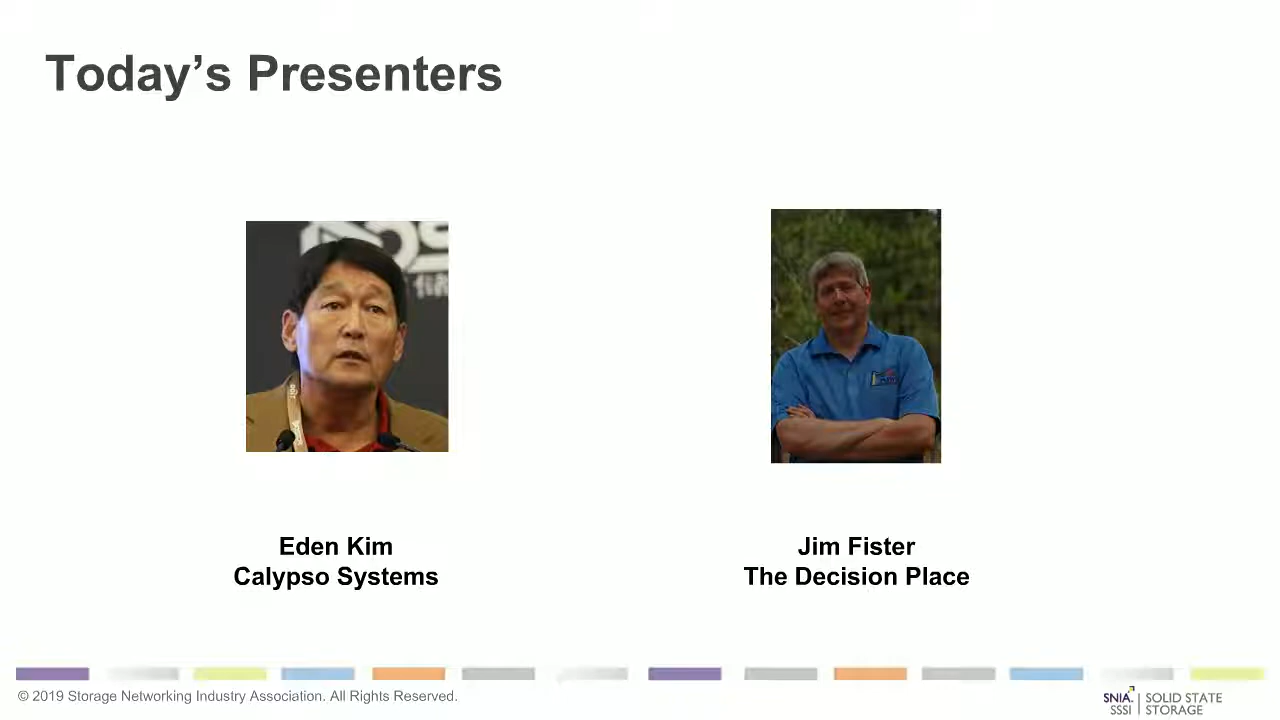 Today’s Presenters
Eden Kim
Calypso Systems
Jim Fister
The Decision Place
© 2019 Storage Networking Industry Association. All Rights Reserved.
SNIA. | SOLID STATE
SSSI | STORAGE